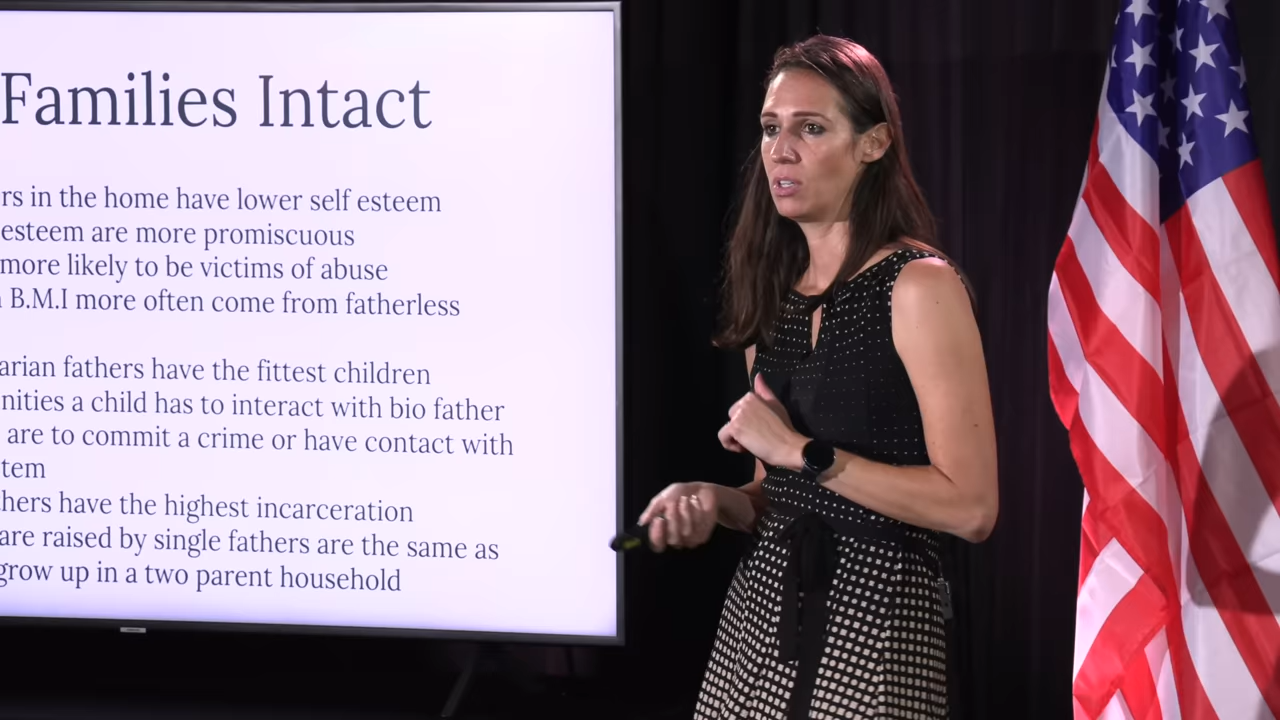 Families Intact
rs in the home have lower self esteem
esteem are more promiscuous
more likely to be victims of abuse
B.M.I more often come from fatherless
arian fathers have the fittest children
nities a child has to interact with bio father
are to commit a crime or have contact with
tem
thers have the highest incarceration
are raised by single fathers are the same as
grow up in a two parent household